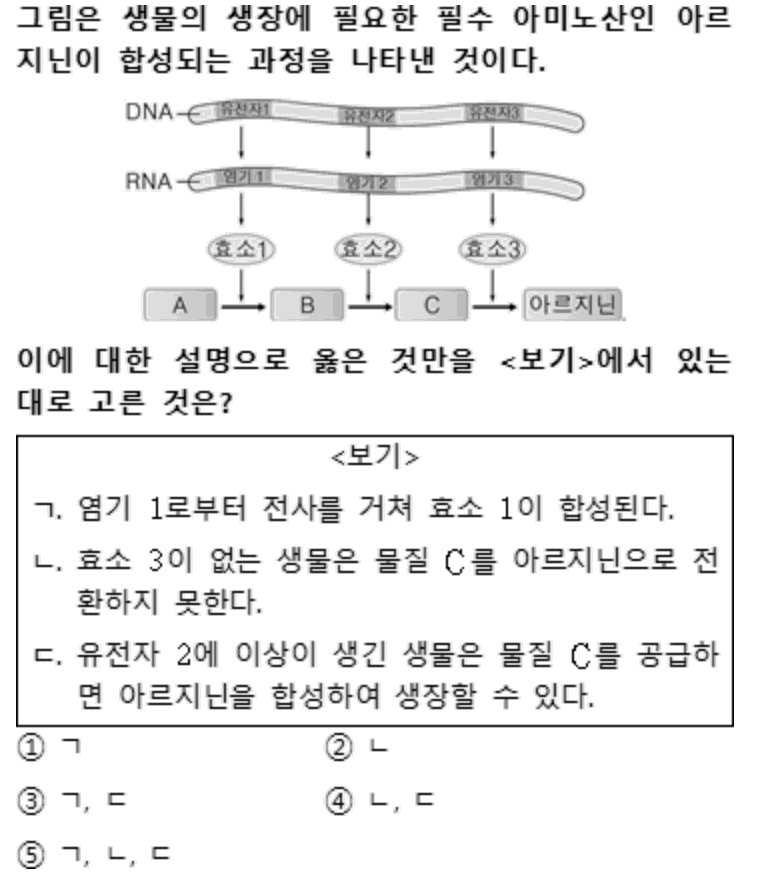 그림은 생물의 생장에 필요한 필수 아미노산인 아르
지닌이 합성되는 과정을 나타낸 것이다.
DNA 유전자1 유전자2 유전자3
RNA 염기 1 염기 2 염기 3
효소1 효소2 효소3
A B C 아르지닌
이에 대한 설명으로 옳은 것만을 <보기>에서 있는
대로 고른 것은?
<보기>
ㄱ. 염기 1로부터 전사를 거쳐 효소 1이 합성된다.
ㄴ. 효소 3이 없는 생물은 물질 C를 아르지닌으로 전
환하지 못한다.
ㄷ. 유전자 2에 이상이 생긴 생물은 물질 C를 공급하
면 아르지닌을 합성하여 생장할 수 있다.
① ㄱ ② ㄴ
③ ㄱ, ㄷ ④ ㄴ, ㄷ
⑤ ㄱ, ㄴ, ㄷ